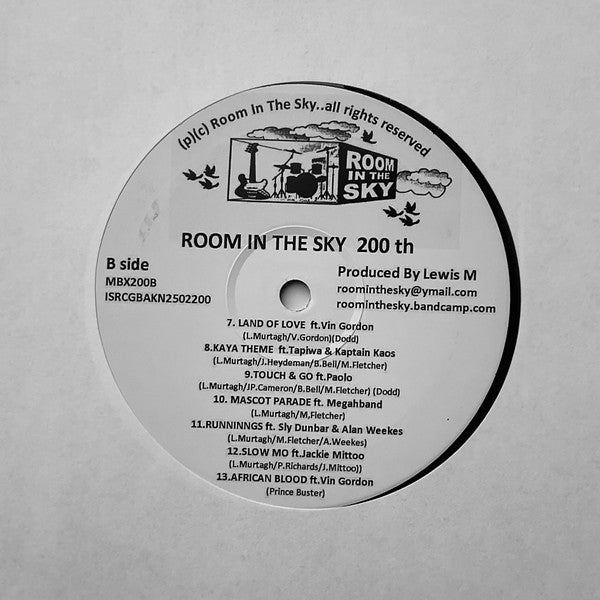 (p)(c) Room In The Sky..all rights reserved
ROOM
IN THE
SKY
ROOM IN THE SKY 200 th
B side
MBX200B
ISRCGBAKN2502200
Produced By Lewis M
roominthesky@ymail.com
roominthesky.bandcamp.com
7. LAND OF LOVE ft.Vin Gordon
(L.Murtagh/V.Gordon)(Dodd)
8.KAYA THEME ft.Tapiwa & Kaptain Kaos
(L.Murtagh/J.Heydeman/B.Bell/M.Fletcher)
9.TOUCH & GO ft.Paolo
(L.Murtagh/JP.Cameron/B.Bell/M.Fletcher) (Dodd)
10. MASCOT PARADE ft. Megahband
(L.Murtagh/M,Fletcher)
11.RUNNINNGS ft. Sly Dunbar & Alan Weekes
(L.Murtagh/M.Fletcher/A.Weekes)
12.SLOW MO ft.Jackie Mittoo
(L.Murtagh/P.Richards/J.Mittoo))
13.AFRICAN BLOOD ft.Vin Gordon
(Prince Buster)